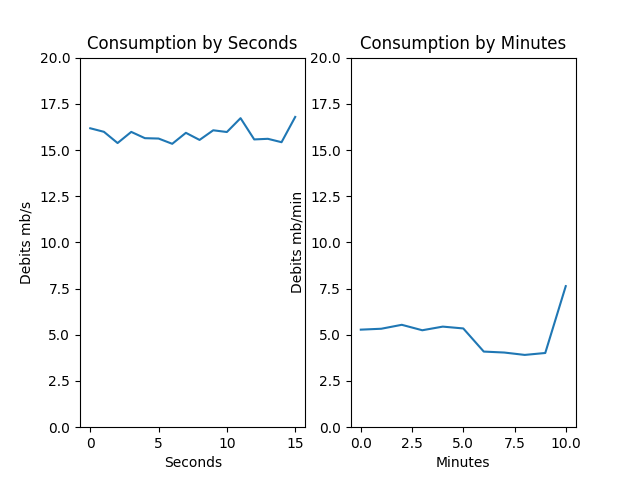 Consumption by Seconds
20.0
17.5
15.0
12.5
10.0
7.5
5.0
2.5
0.0
Debits mb/s
0 5 10 15
Seconds
Consumption by Minutes
20.0
17.5
15.0
12.5
10.0
7.5
5.0
2.5
0.0
Debits mb/min
0.0 2.5 5.0 7.5 10.0
Minutes